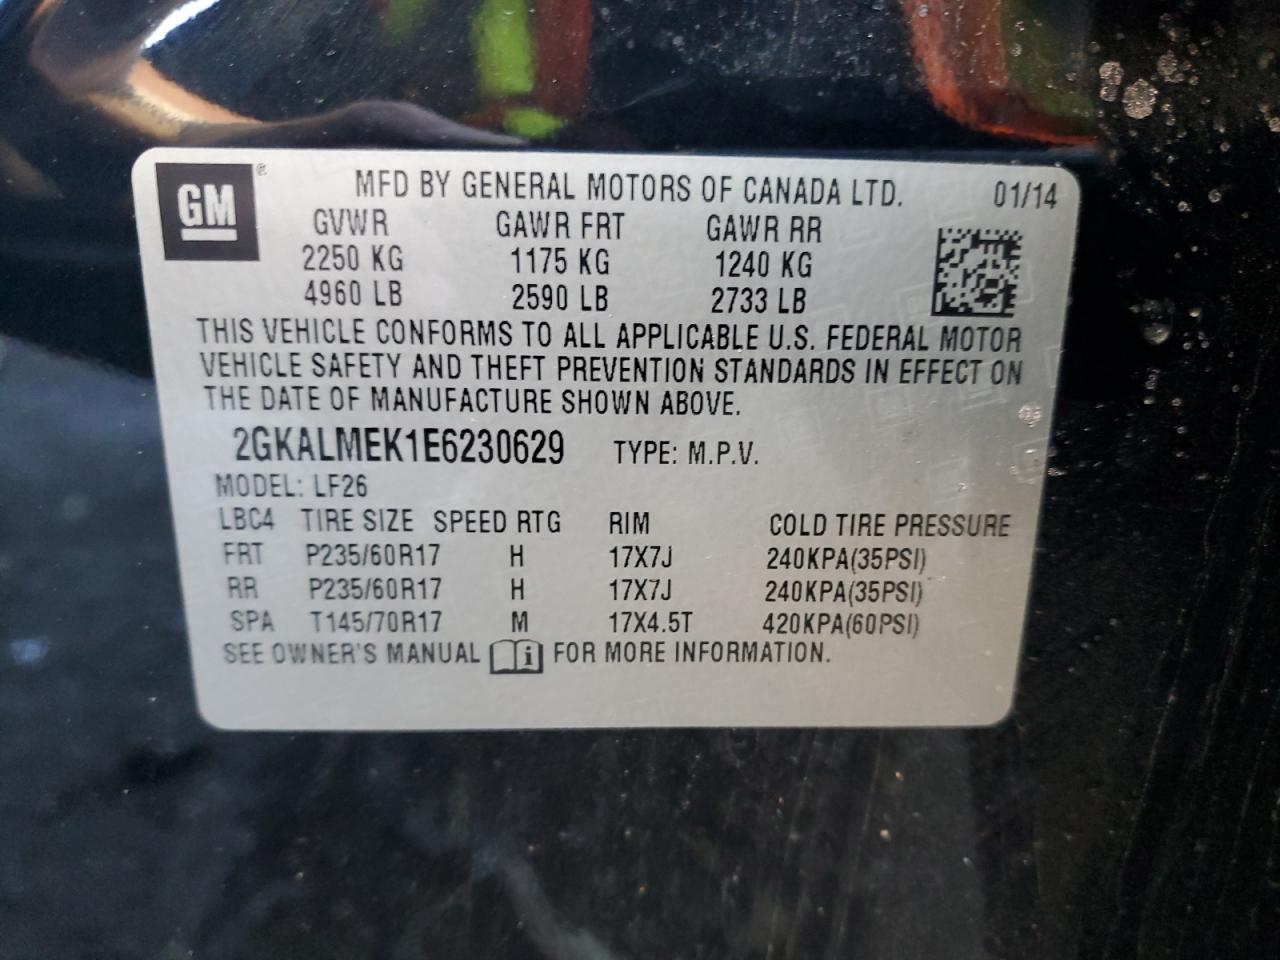 GM ® MFD BY GENERAL MOTORS OF CANADA LTD. 01/14
GVWR GAWR FRT GAWR RR
2250 KG 1175 KG 1240 KG
4960 LB 2590 LB 2733 LB
THIS VEHICLE CONFORMS TO ALL APPLICABLE U.S. FEDERAL MOTOR
VEHICLE SAFETY AND THEFT PREVENTION STANDARDS IN EFFECT ON
THE DATE OF MANUFACTURE SHOWN ABOVE.
2GKALMEK1E6230629 TYPE: M.P.V.
MODEL: LF26
LBC4 TIRE SIZE SPEED RTG RIM COLD TIRE PRESSURE
FRT P235/60R17 H 17X7J 240KPA(35PSI)
RR P235/60R17 H 17X7J 240KPA(35PSI)
SPA T145/70R17 M 17X4.5T 420KPA(60PSI)
SEE OWNER'S MANUAL i FOR MORE INFORMATION.